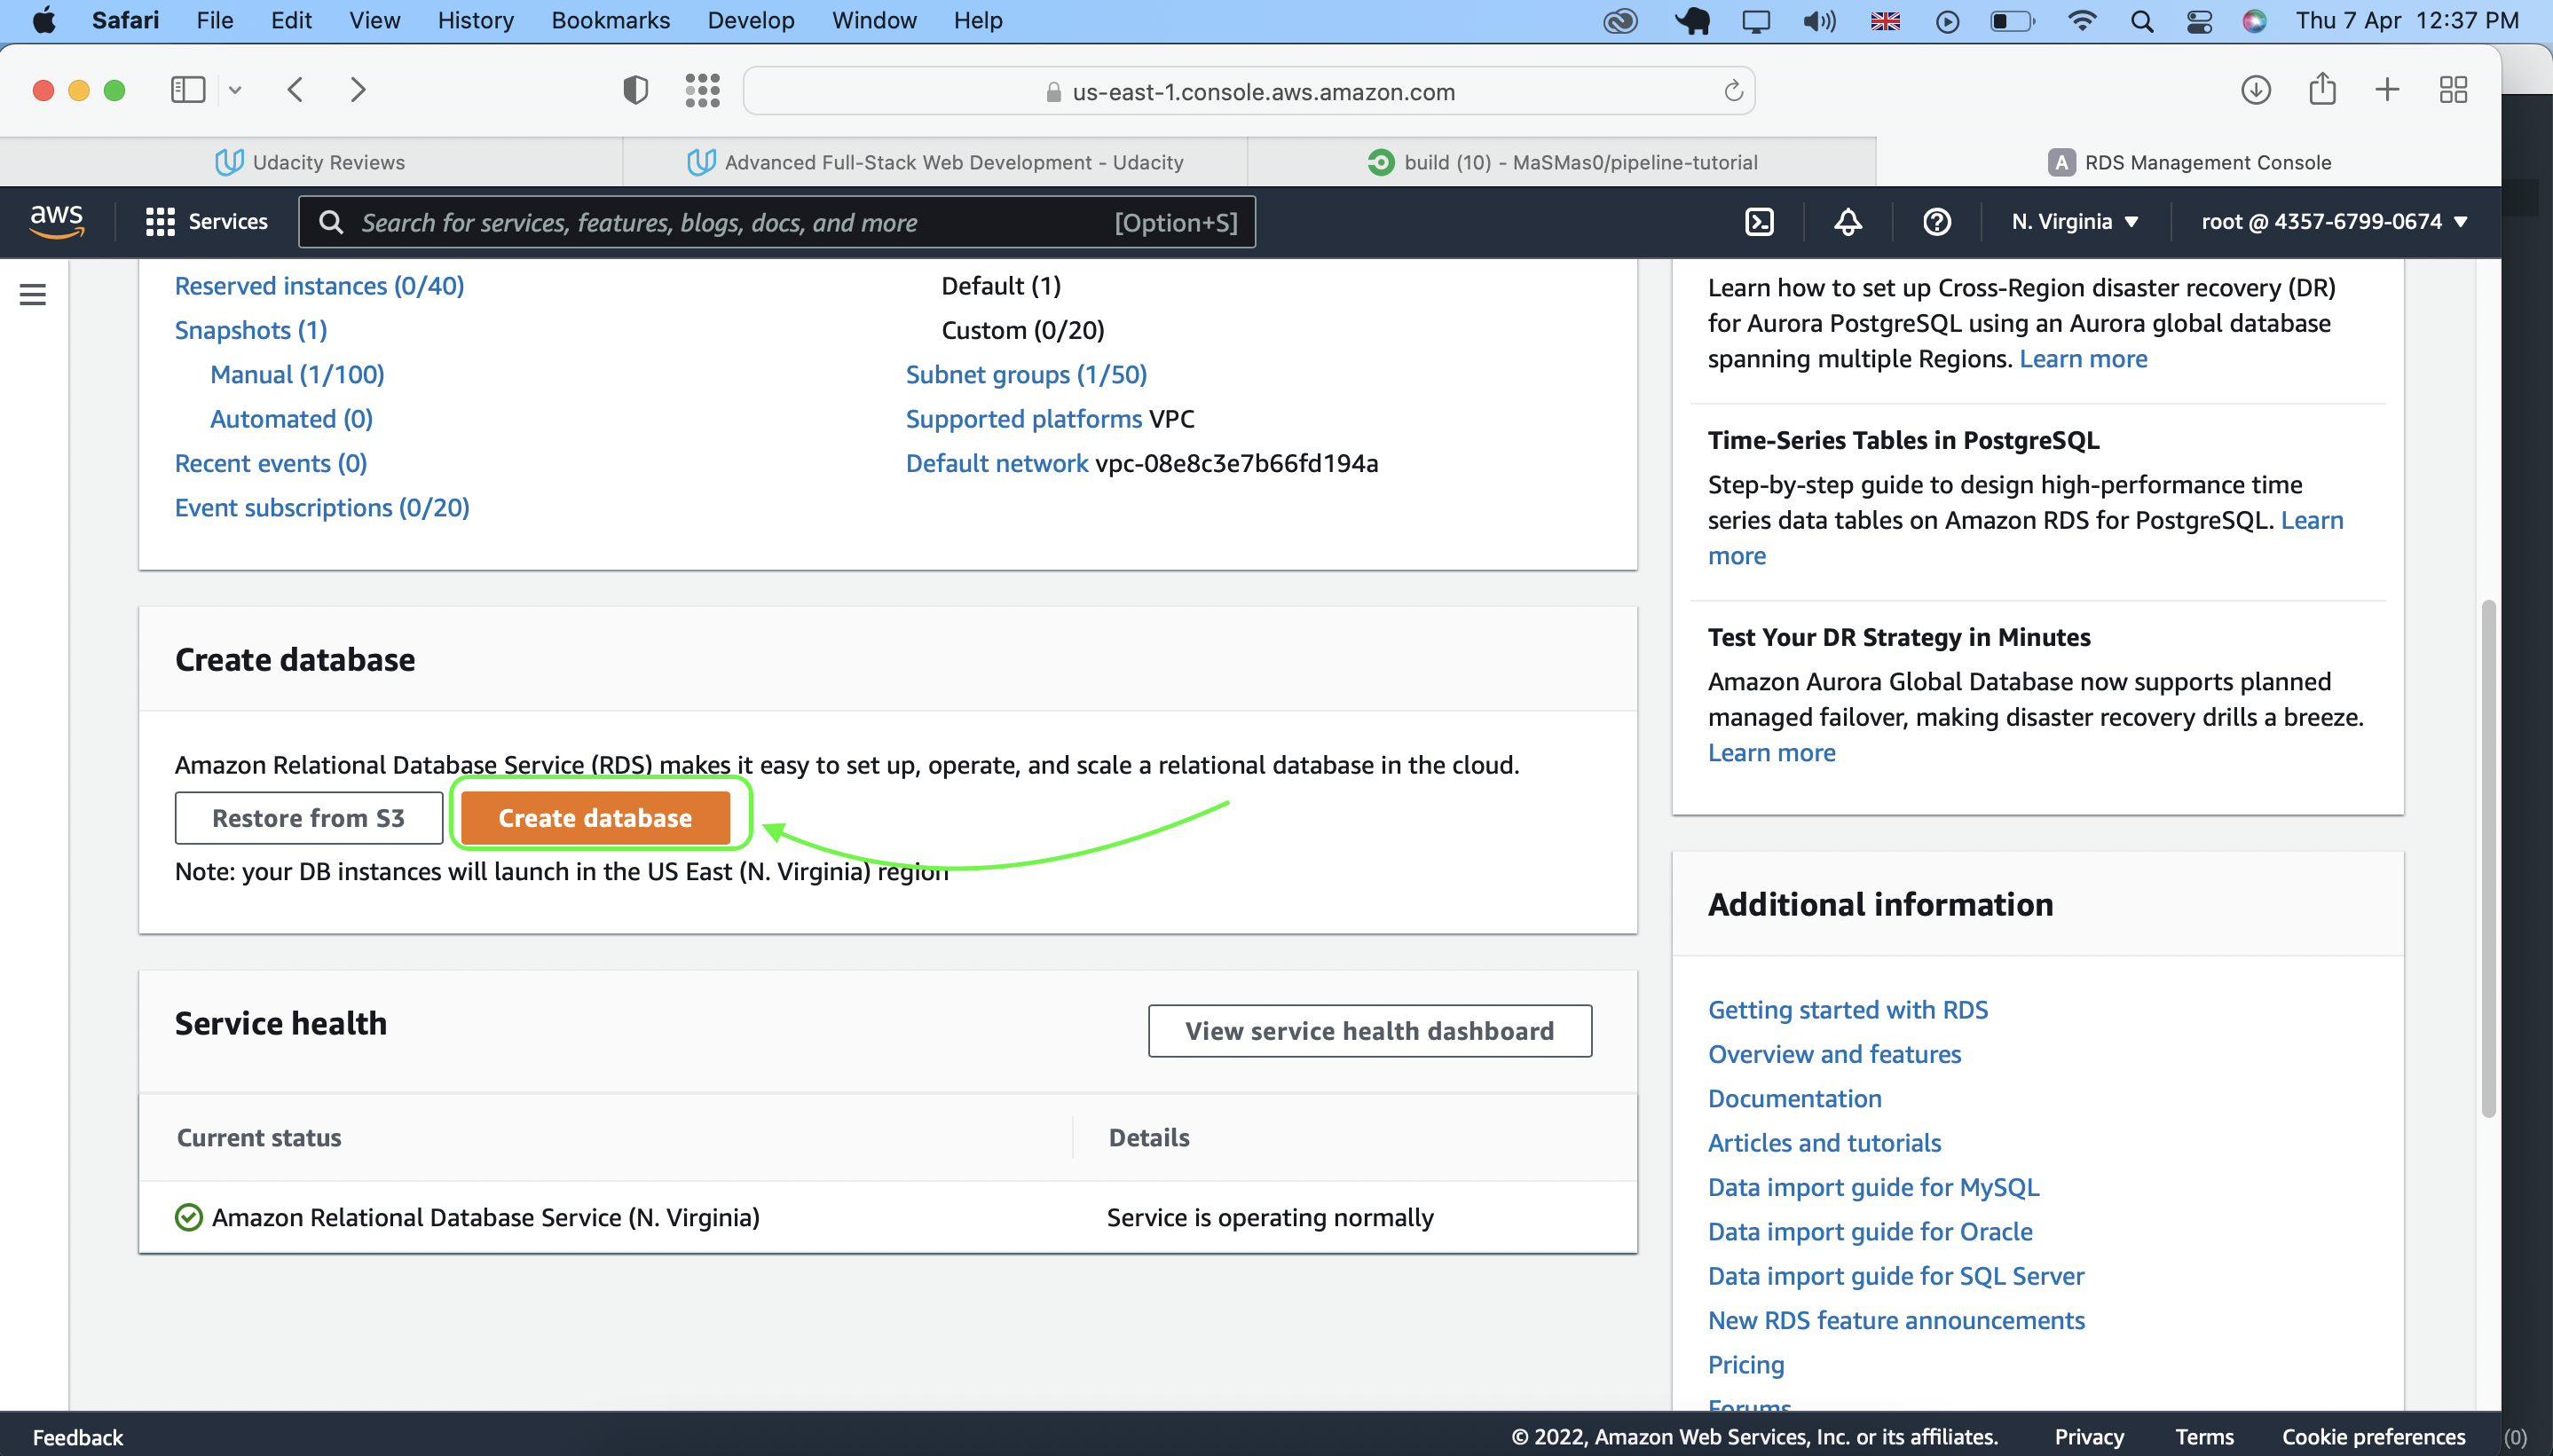 Safari File Edit View History Bookmarks Develop Window Help Thu 7 Apr 12:37 PM
us-east-1.console.aws.amazon.com
Udacity Reviews
Advanced Full-Stack Web Development - Udacity
build (10) - MaSMas0/pipeline-tutorial
A RDS Management Console
aws Services Search for services, features, blogs, docs, and more [Option+S] N. Virginia ▼ root @ 4357-6799-0674 ▼
Reserved instances (0/40)
Snapshots (1)
Manual (1/100)
Automated (0)
Recent events (0)
Event subscriptions (0/20)
Default (1)
Custom (0/20)
Subnet groups (1/50)
Supported platforms VPC
Default network vpc-08e8c3e7b66fd194a
Create database
Amazon Relational Database Service (RDS) makes it easy to set up, operate, and scale a relational database in the cloud.
Restore from S3 Create database
Note: your DB instances will launch in the US East (N. Virginia) region
Service health
View service health dashboard
Current status Details
Amazon Relational Database Service (N. Virginia) Service is operating normally
Learn how to set up Cross-Region disaster recovery (DR)
for Aurora PostgreSQL using an Aurora global database
spanning multiple Regions. Learn more
Time-Series Tables in PostgreSQL
Step-by-step guide to design high-performance time
series data tables on Amazon RDS for PostgreSQL. Learn
more
Test Your DR Strategy in Minutes
Amazon Aurora Global Database now supports planned
managed failover, making disaster recovery drills a breeze.
Learn more
Additional information
Getting started with RDS
Overview and features
Documentation
Articles and tutorials
Data import guide for MySQL
Data import guide for Oracle
Data import guide for SQL Server
New RDS feature announcements
Pricing
Forums
Feedback © 2022, Amazon Web Services, Inc. or its affiliates. Privacy Terms Cookie preferences (0)